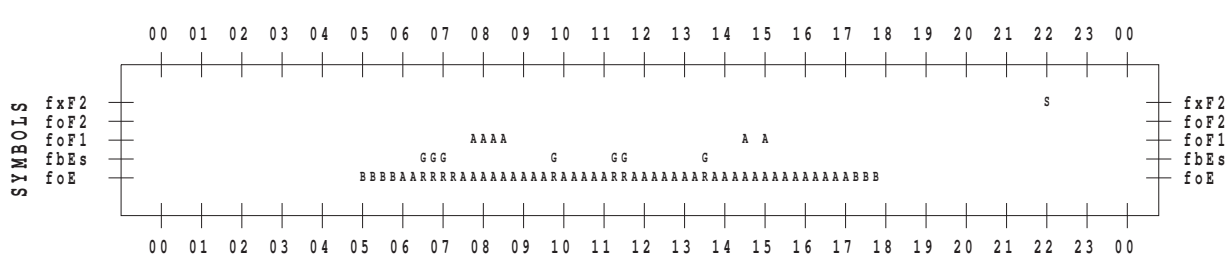 00 01 02 03 04 05 06 07 08 09 10 11 12 13 14 15 16 17 18 19 20 21 22 23 00
SYMBOLS
fxF2 S fxF2
foF2 foF2
foF1 AAAA A A foF1
fbEs GGG G GG G fbEs
foE BBBBAARRRRAAAAAAAAARAAAAARRAAAAAAARAAAAAAAAAAAAAABBB foE
00 01 02 03 04 05 06 07 08 09 10 11 12 13 14 15 16 17 18 19 20 21 22 23 00